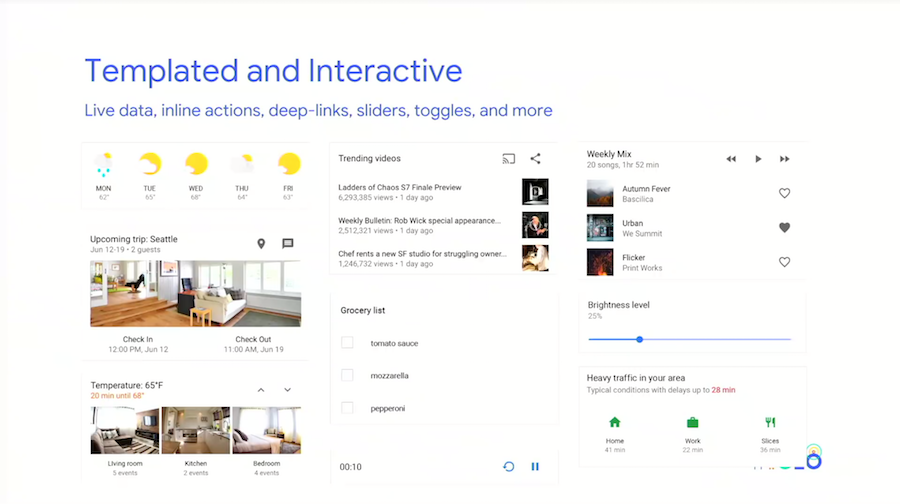 Templated and Interactive
Live data, inline actions, deep-links, sliders, toggles, and more
MON TUE WED THU FRI
62° 65° 68° 64° 63°
Upcoming trip: Seattle
Jun 12-19 • 2 guests
Check In Check Out
12:00 PM, Jun 12 11:00 AM, Jun 19
Temperature: 65°F
20 min until 68°
Living room Kitchen Bedroom
5 events 2 events 4 events
Trending videos
Ladders of Chaos S7 Finale Preview
6,293,385 views • 1 day ago
Weekly Bulletin: Rob Wick special appearance...
2,512,321 views • 1 day ago
Chef rents a new SF studio for struggling owner...
1,246,732 views • 1 day ago
Grocery list
tomato sauce
mozzarella
pepperoni
00:10
Weekly Mix
20 songs, 1hr 52 min
Autumn Fever
Bascilica
Urban
We Summit
Flicker
Print Works
Brightness level
25%
Heavy traffic in your area
Typical conditions with delays up to 28 min
Home Work Slices
41 min 22 min 36 min